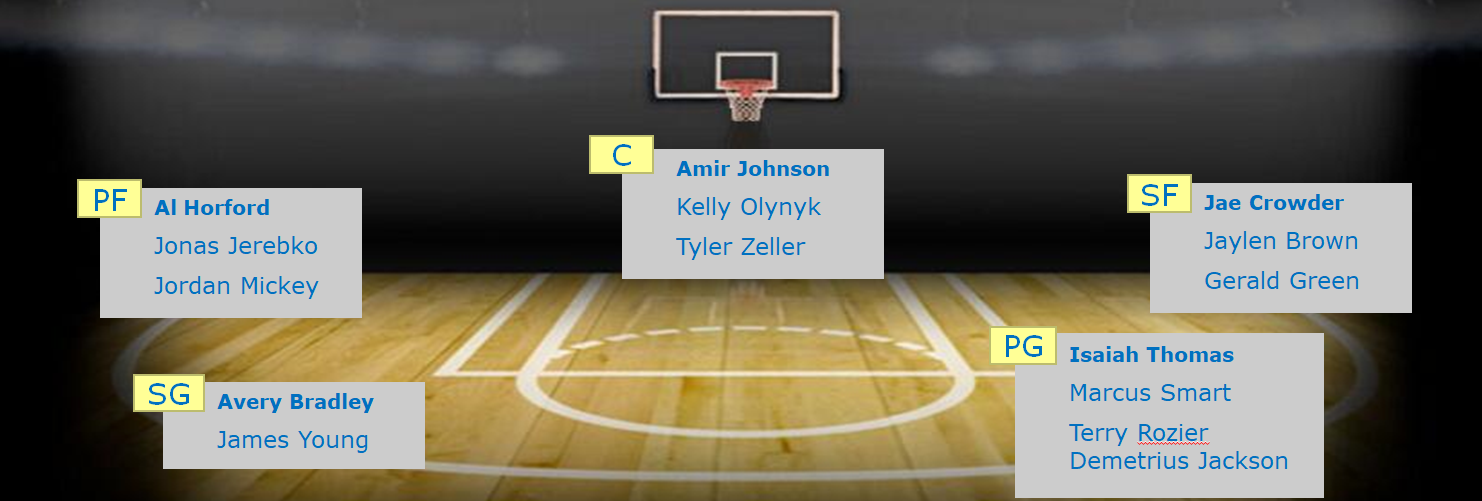 C
Amir Johnson
Kelly Olynyk
Tyler Zeller
PF
Al Horford
Jonas Jerebko
Jordan Mickey
SF
Jae Crowder
Jaylen Brown
Gerald Green
SG
Avery Bradley
James Young
PG
Isaiah Thomas
Marcus Smart
Terry Rozier
Demetrius Jackson